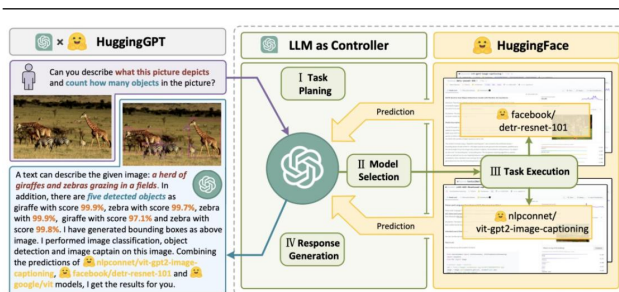 HuggingGPT
LLM as Controller
HuggingFace
Can you describe what this picture depicts
and count how many objects in the picture?
A text can describe the given image: a herd of
giraffes and zebras grazing in a fields. In
addition, there are five detected objects as
giraffe with score 99.9%, zebra with score 99.7%, zebra
with 99.9%, giraffe with score 97.1% and zebra with
score 99.8%. I have generated bounding boxes as above
image. I performed image classification, object
detection and image captain on this image. Combining
the predictions of nlpconnet/vit-gpt2-image-
captioning, facebook/detr-resnet-101 and
google/vit models, I get the results for you.
I Task
Planing
II Model
Selection
IV Response
Generation
Prediction
Prediction
facebook/
detr-resnet-101
III Task Execution
nlpconnet/
vit-gpt2-image-captioning